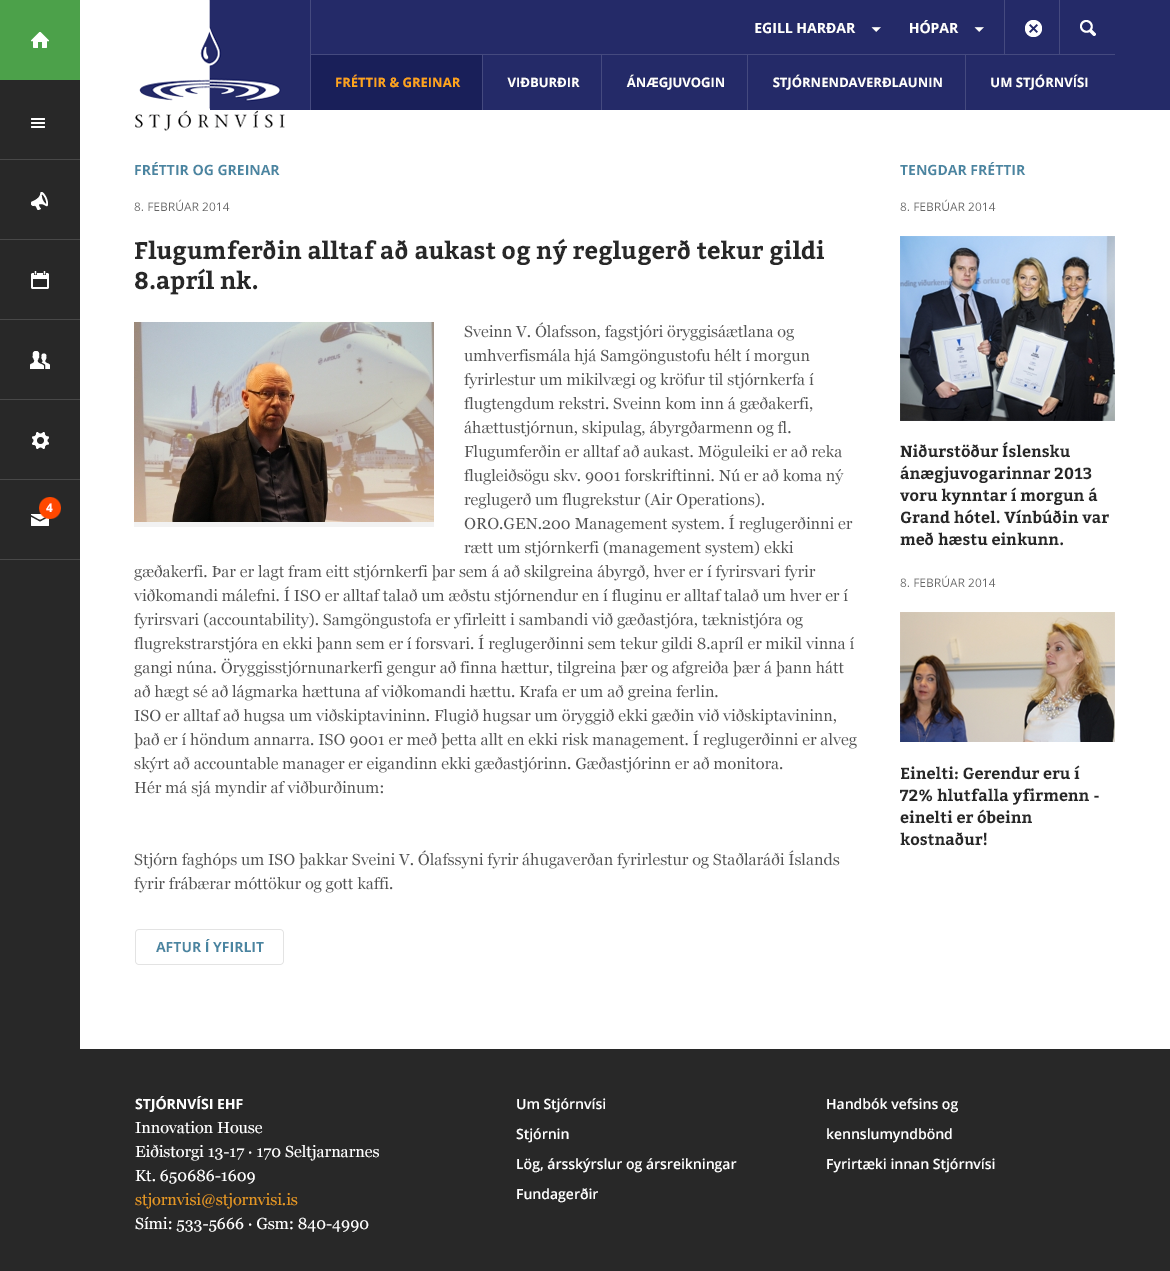 EGILL HARÐAR
HÓPAR
STJÓRNVÍSI
FRÉTTIR & GREINAR
VIÐBURÐIR
ÁNÆGJUVOGIN
STJÓRNENDAVERÐLAUNIN
UM STJÓRNVÍSI
4
FRÉTTIR OG GREINAR
8. FEBRÚAR 2014
Flugumferðin alltaf að aukast og ný reglugerð tekur gildi
8.apríl nk.
Sveinn V. Ólafsson, fagstjóri öryggisáætlana og
umhverfismála hjá Samgöngustofu hélt í morgun
fyrirlestur um mikilvægi og kröfur til stjórnkerfa í
flugtengdum rekstri. Sveinn kom inn á gæðakerfi,
áhættustjórnun, skipulag, ábyrgðarmenn og fl.
Flugumferðin er alltaf að aukast. Möguleiki er að reka
flugleiðsögu skv. 9001 forskriftinni. Nú er að koma ný
reglugerð um flugrekstur (Air Operations).
ORO.GEN.200 Management system. Í reglugerðinni er
rætt um stjórnkerfi (management system) ekki
gæðakerfi. Þar er lagt fram eitt stjórnkerfi þar sem á að skilgreina ábyrgð, hver er í fyrirsvari fyrir
viðkomandi málefni. Í ISO er alltaf talað um æðstu stjórnendur en í fluginu er alltaf talað um hver er í
fyrirsvari (accountability). Samgöngustofa er yfirleitt í sambandi við gæðastjóra, tæknistjóra og
flugrekstrarstjóra en ekki þann sem er í forsvari. Í reglugerðinni sem tekur gildi 8.apríl er mikil vinna í
gangi núna. Öryggisstjórnunarkerfi gengur að finna hættur, tilgreina þær og afgreiða þær á þann hátt
að hægt sé að lágmarka hættuna af viðkomandi hættu. Krafa er um að greina ferlin.
ISO er alltaf að hugsa um viðskiptavininn. Flugið hugsar um öryggið ekki gæðin við viðskiptavininn,
það er í höndum annarra. ISO 9001 er með þetta allt en ekki risk management. Í reglugerðinni er alveg
skýrt að accountable manager er eigandinn ekki gæðastjórinn. Gæðastjórinn er að monitora.
Hér má sjá myndir af viðburðinum:
Stjórn faghóps um ISO þakkar Sveini V. Ólafssyni fyrir áhugaverðan fyrirlestur og Staðlaráði Íslands
fyrir frábærar móttökur og gott kaffi.
AFTUR Í YFIRLIT
TENGDAR FRÉTTIR
8. FEBRÚAR 2014
Niðurstöður Íslensku
ánægjuvogarinnar 2013
voru kynntar í morgun á
Grand hótel. Vínbúðin var
með hæstu einkunn.
8. FEBRÚAR 2014
Einelti: Gerendur eru í
72% hlutfalla yfirmenn -
einelti er óbeinn
kostnaður!
STJÓRNVÍSI EHF
Innovation House
Eiðistorgi 13-17 · 170 Seltjarnarnes
Kt. 650686-1609
stjornvisi@stjornvisi.is
Sími: 533-5666 · Gsm: 840-4990
Um Stjórnvísi
Stjórnin
Lög, ársskýrslur og ársreikningar
Fundagerðir
Handbók vefsins og
kennslumyndbönd
Fyrirtæki innan Stjórnvísi